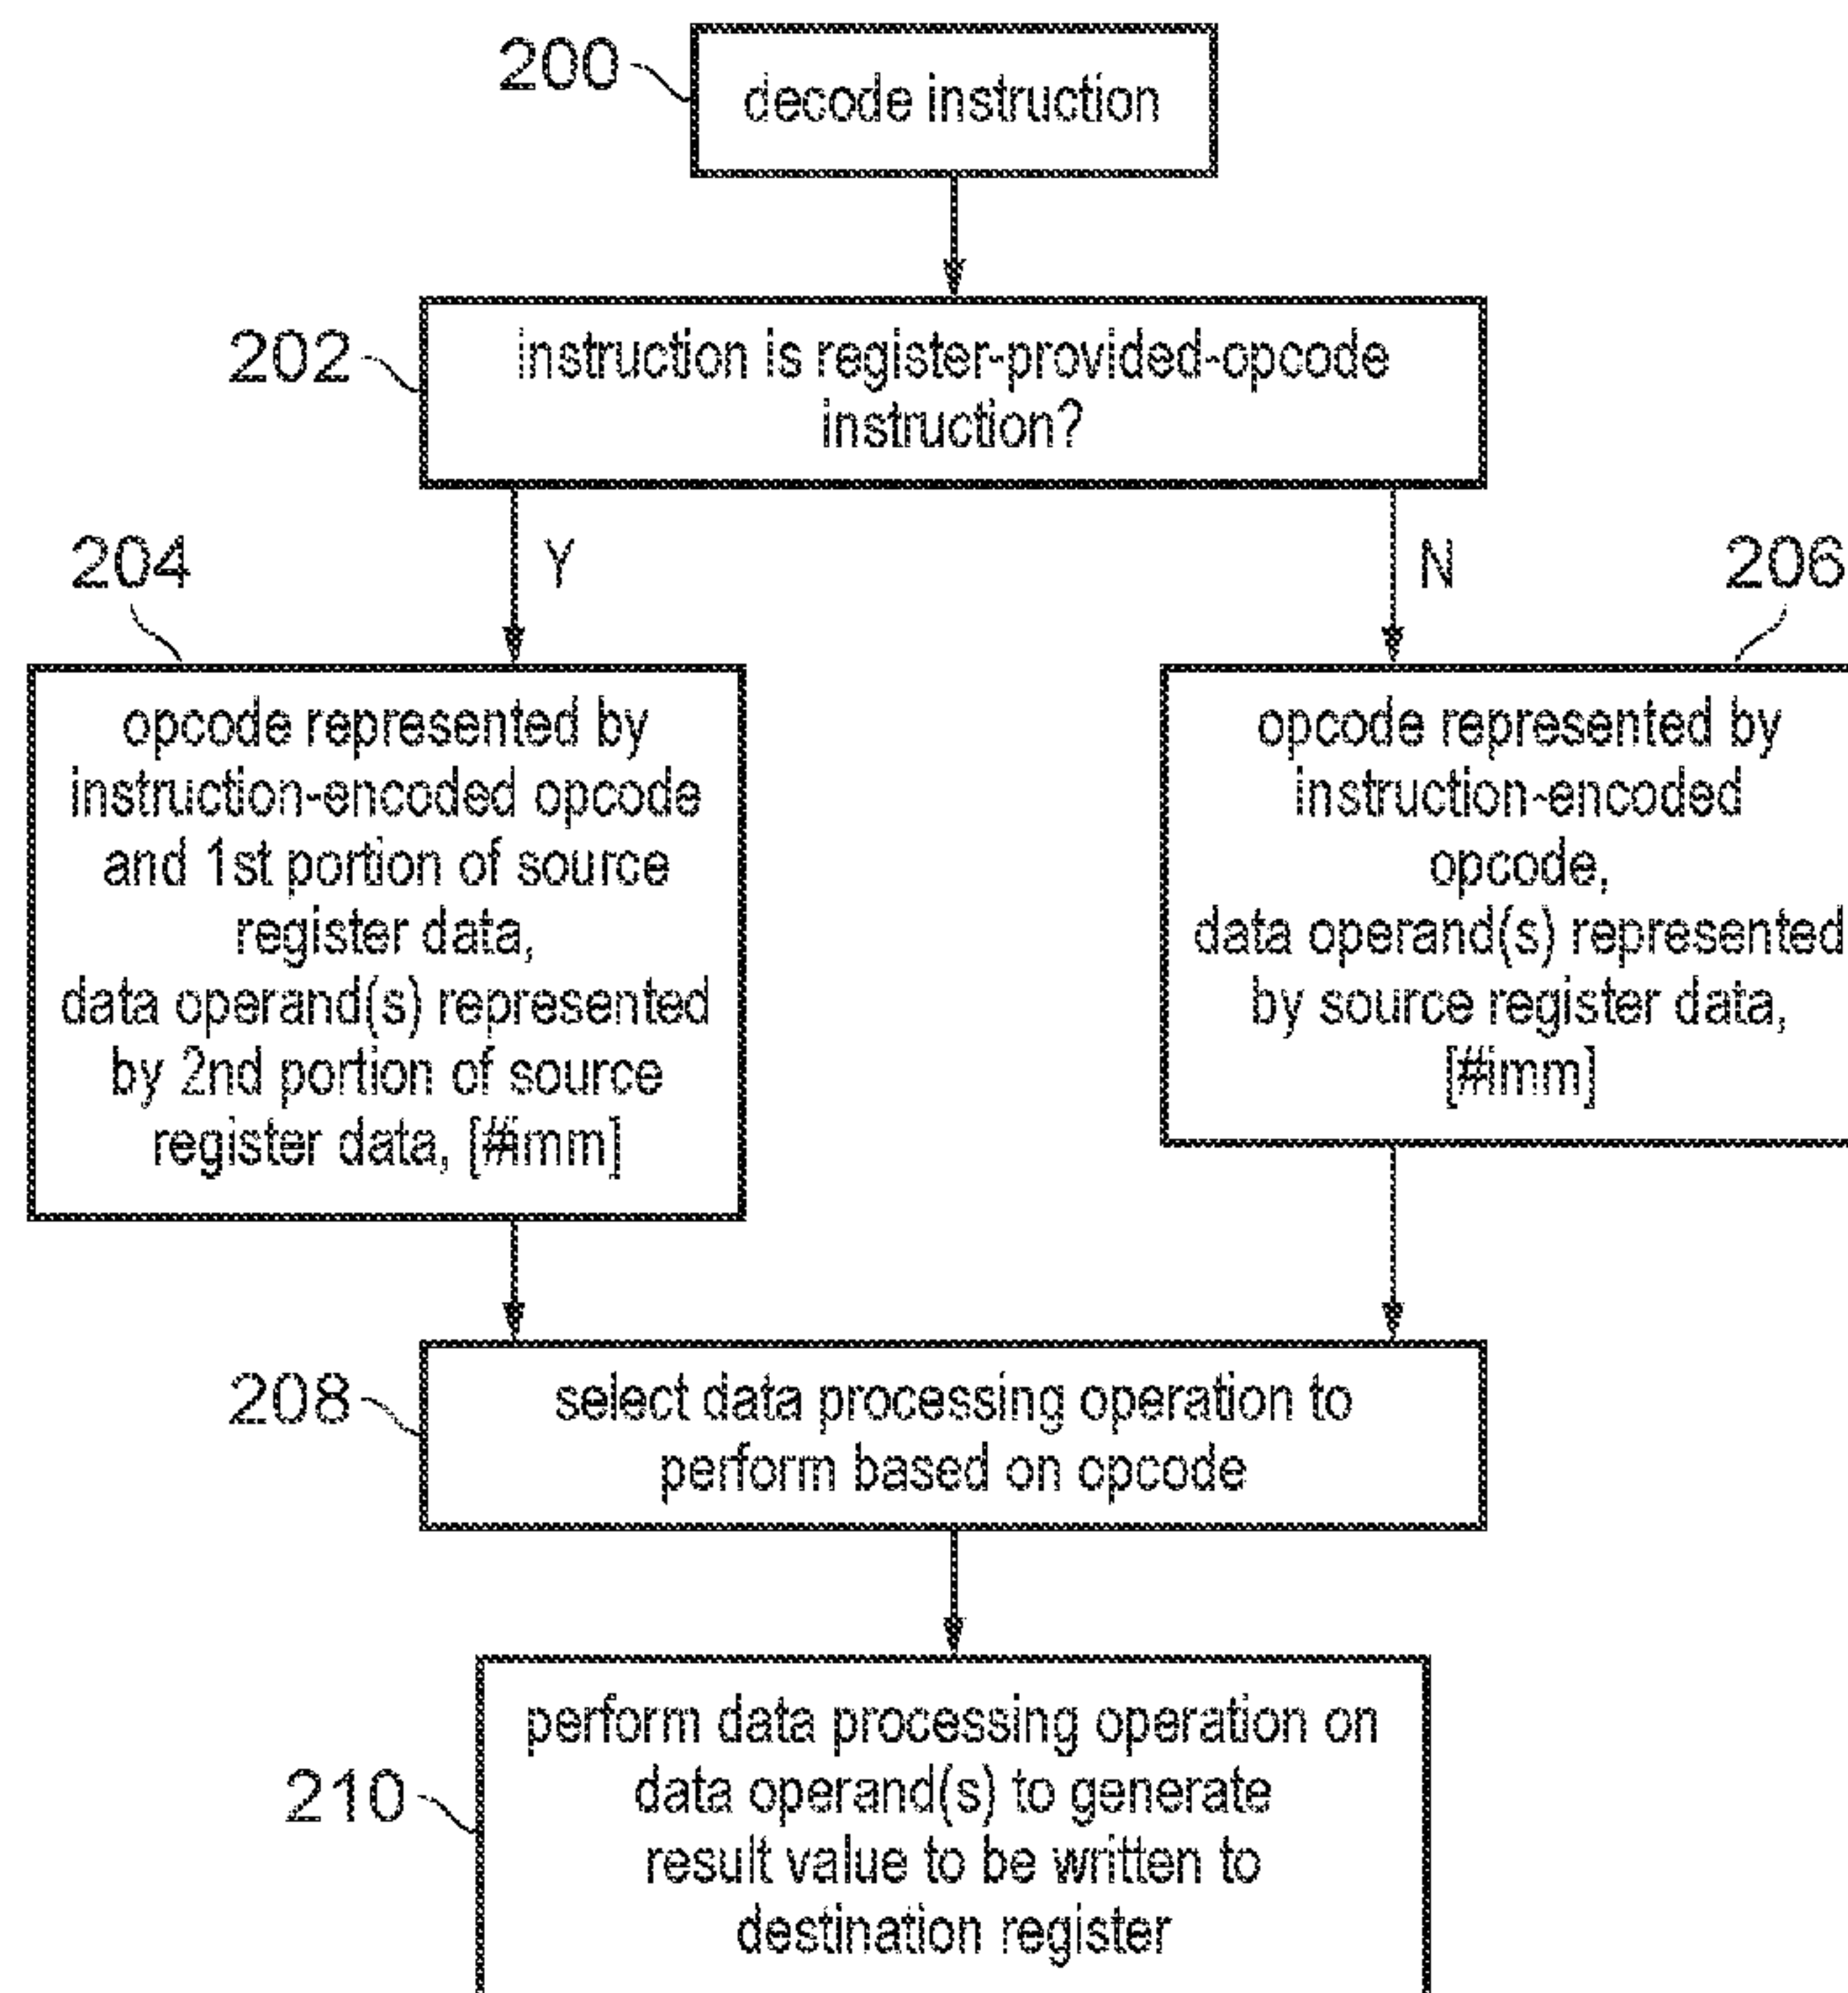 200
decode instruction
202
instruction is register-provided-opcode
instruction?
Y
N
204
206
opcode represented by
instruction-encoded opcode
and 1st portion of source
register data,
data operand(s) represented
by 2nd portion of source
register data, [#imm]
opcode represented by
instruction-encoded
opcode,
data operand(s) represented
by source register data,
[#imm]
208
select data processing operation to
perform based on opcode
210
perform data processing operation on
data operand(s) to generate
result value to be written to
destination register